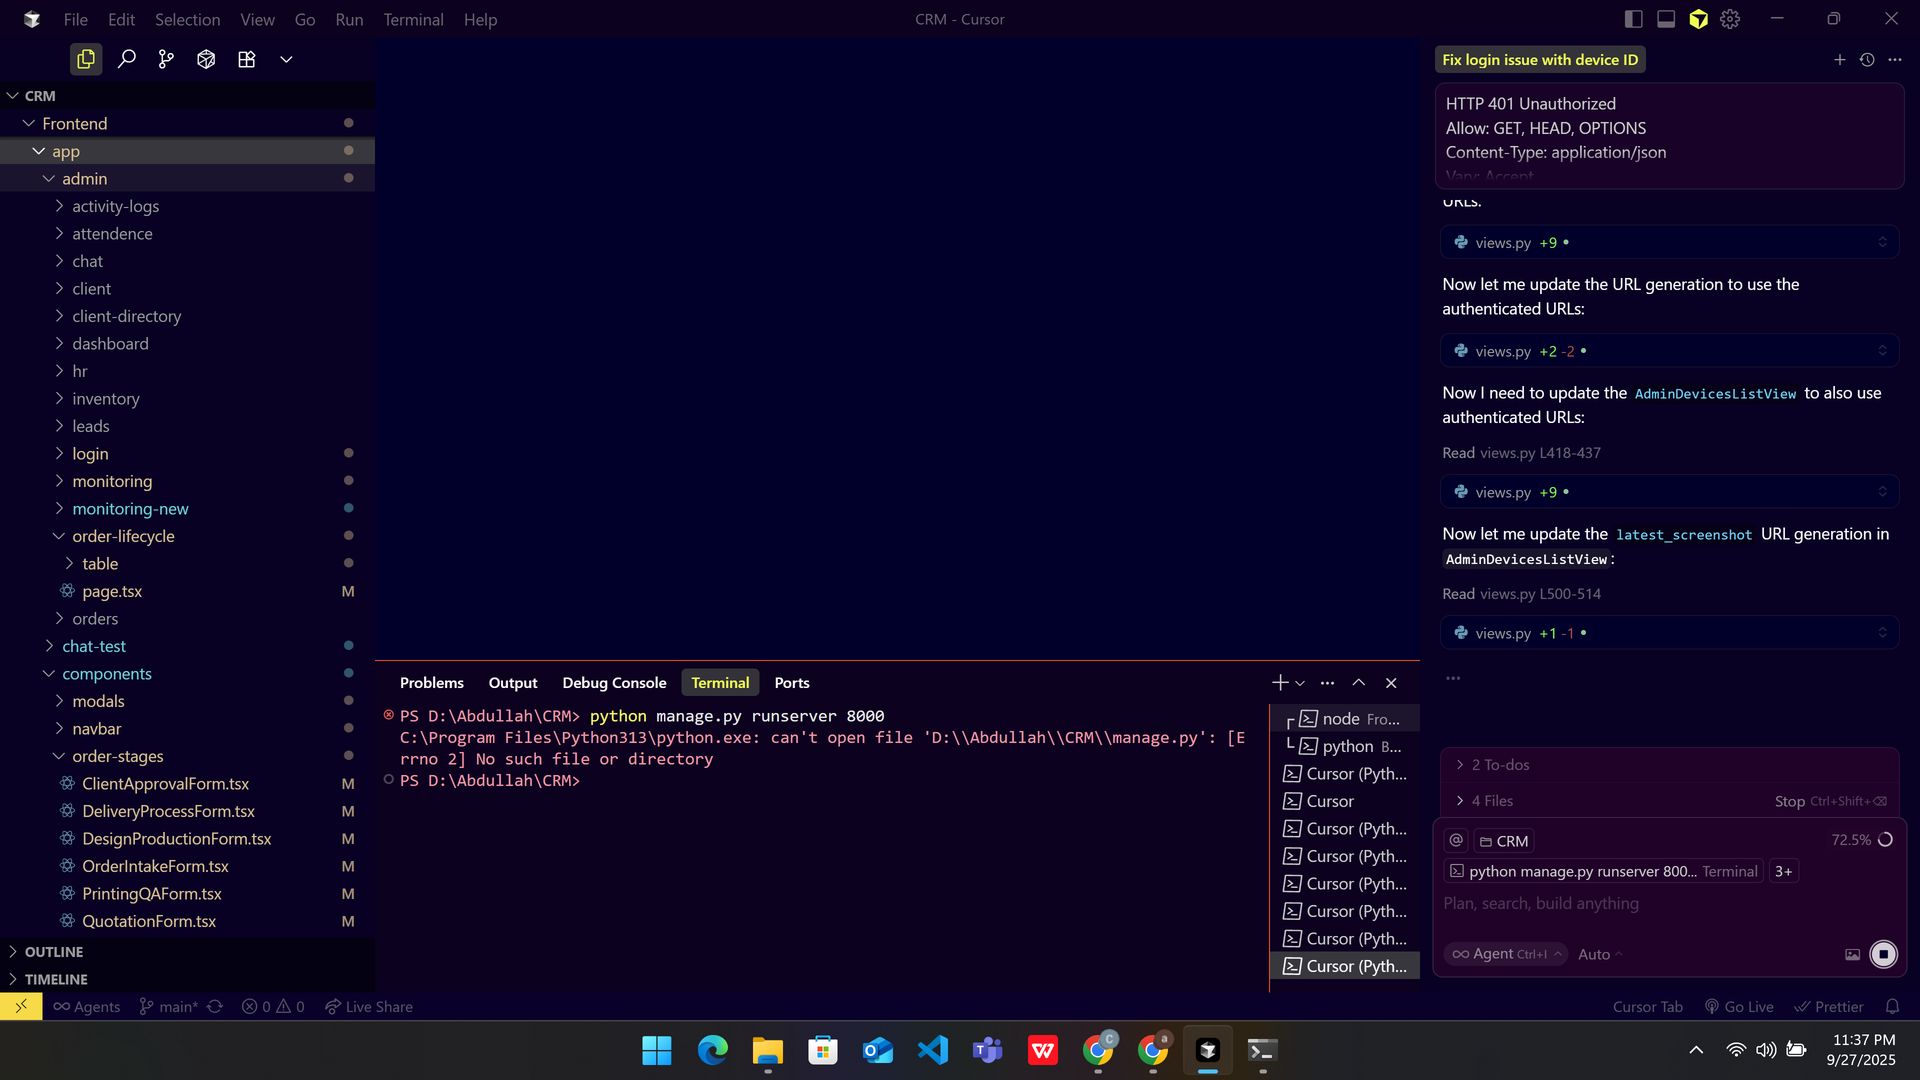 File Edit Selection View Go Run Terminal Help
CRM - Cursor
CRM
Frontend
app
admin
activity-logs
attendence
chat
client
client-directory
dashboard
hr
inventory
leads
login
monitoring
monitoring-new
order-lifecycle
table
page.tsx M
orders
chat-test
components
modals
navbar
order-stages
ClientApprovalForm.tsx M
DeliveryProcessForm.tsx M
DesignProductionForm.tsx M
OrderIntakeForm.tsx M
PrintingQAForm.tsx M
QuotationForm.tsx M
OUTLINE
TIMELINE
Problems Output Debug Console Terminal Ports
PS D:\Abdullah\CRM> python manage.py runserver 8000
C:\Program Files\Python313\python.exe: can't open file 'D:\\Abdullah\\CRM\\manage.py': [E
rrno 2] No such file or directory
PS D:\Abdullah\CRM>
node Fro...
python B...
Cursor (Pyth...
Cursor
Cursor (Pyth...
Cursor (Pyth...
Cursor (Pyth...
Cursor (Pyth...
Cursor (Pyth...
Cursor (Pyth...
Fix login issue with device ID
HTTP 401 Unauthorized
Allow: GET, HEAD, OPTIONS
Content-Type: application/json
Vary: Accept
URLs:
views.py +9
Now let me update the URL generation to use the
authenticated URLs:
views.py +2 -2
Now I need to update the AdminDevicesListView to also use
authenticated URLs:
Read views.py L418-437
views.py +9
Now let me update the latest_screenshot URL generation in
AdminDevicesListView:
Read views.py L500-514
views.py +1 -1
...
2 To-dos
4 Files Stop Ctrl+Shift+⌫
@ CRM 72.5%
python manage.py runserver 800... Terminal 3+
Plan, search, build anything
Agent Ctrl+I Auto
Agents main* 0 0 Live Share
Cursor Tab Go Live Prettier
11:37 PM
9/27/2025